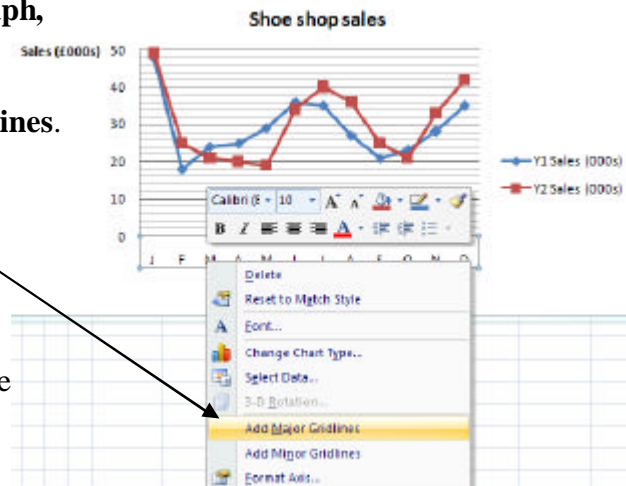 ph,
Shoe shop sales
Sales (£000s) 50
40
ines.
30
20
Y1 Sales (000s)
Y2 Sales (000s)
10
Calibri (E 10 A A
B I A
0
J F M A M J J A S O N D
Delete
Reset to Match Style
A Font...
Change Chart Type...
Select Data...
e
3-D Rotation...
Add Major Gridlines
Add Minor Gridlines
Format Axis...